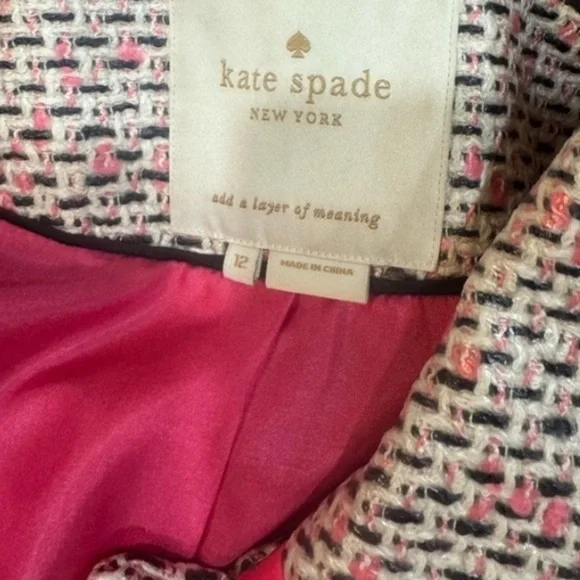 kate spade
NEW YORK
add a layer of meaning
12
MADE IN CHINA